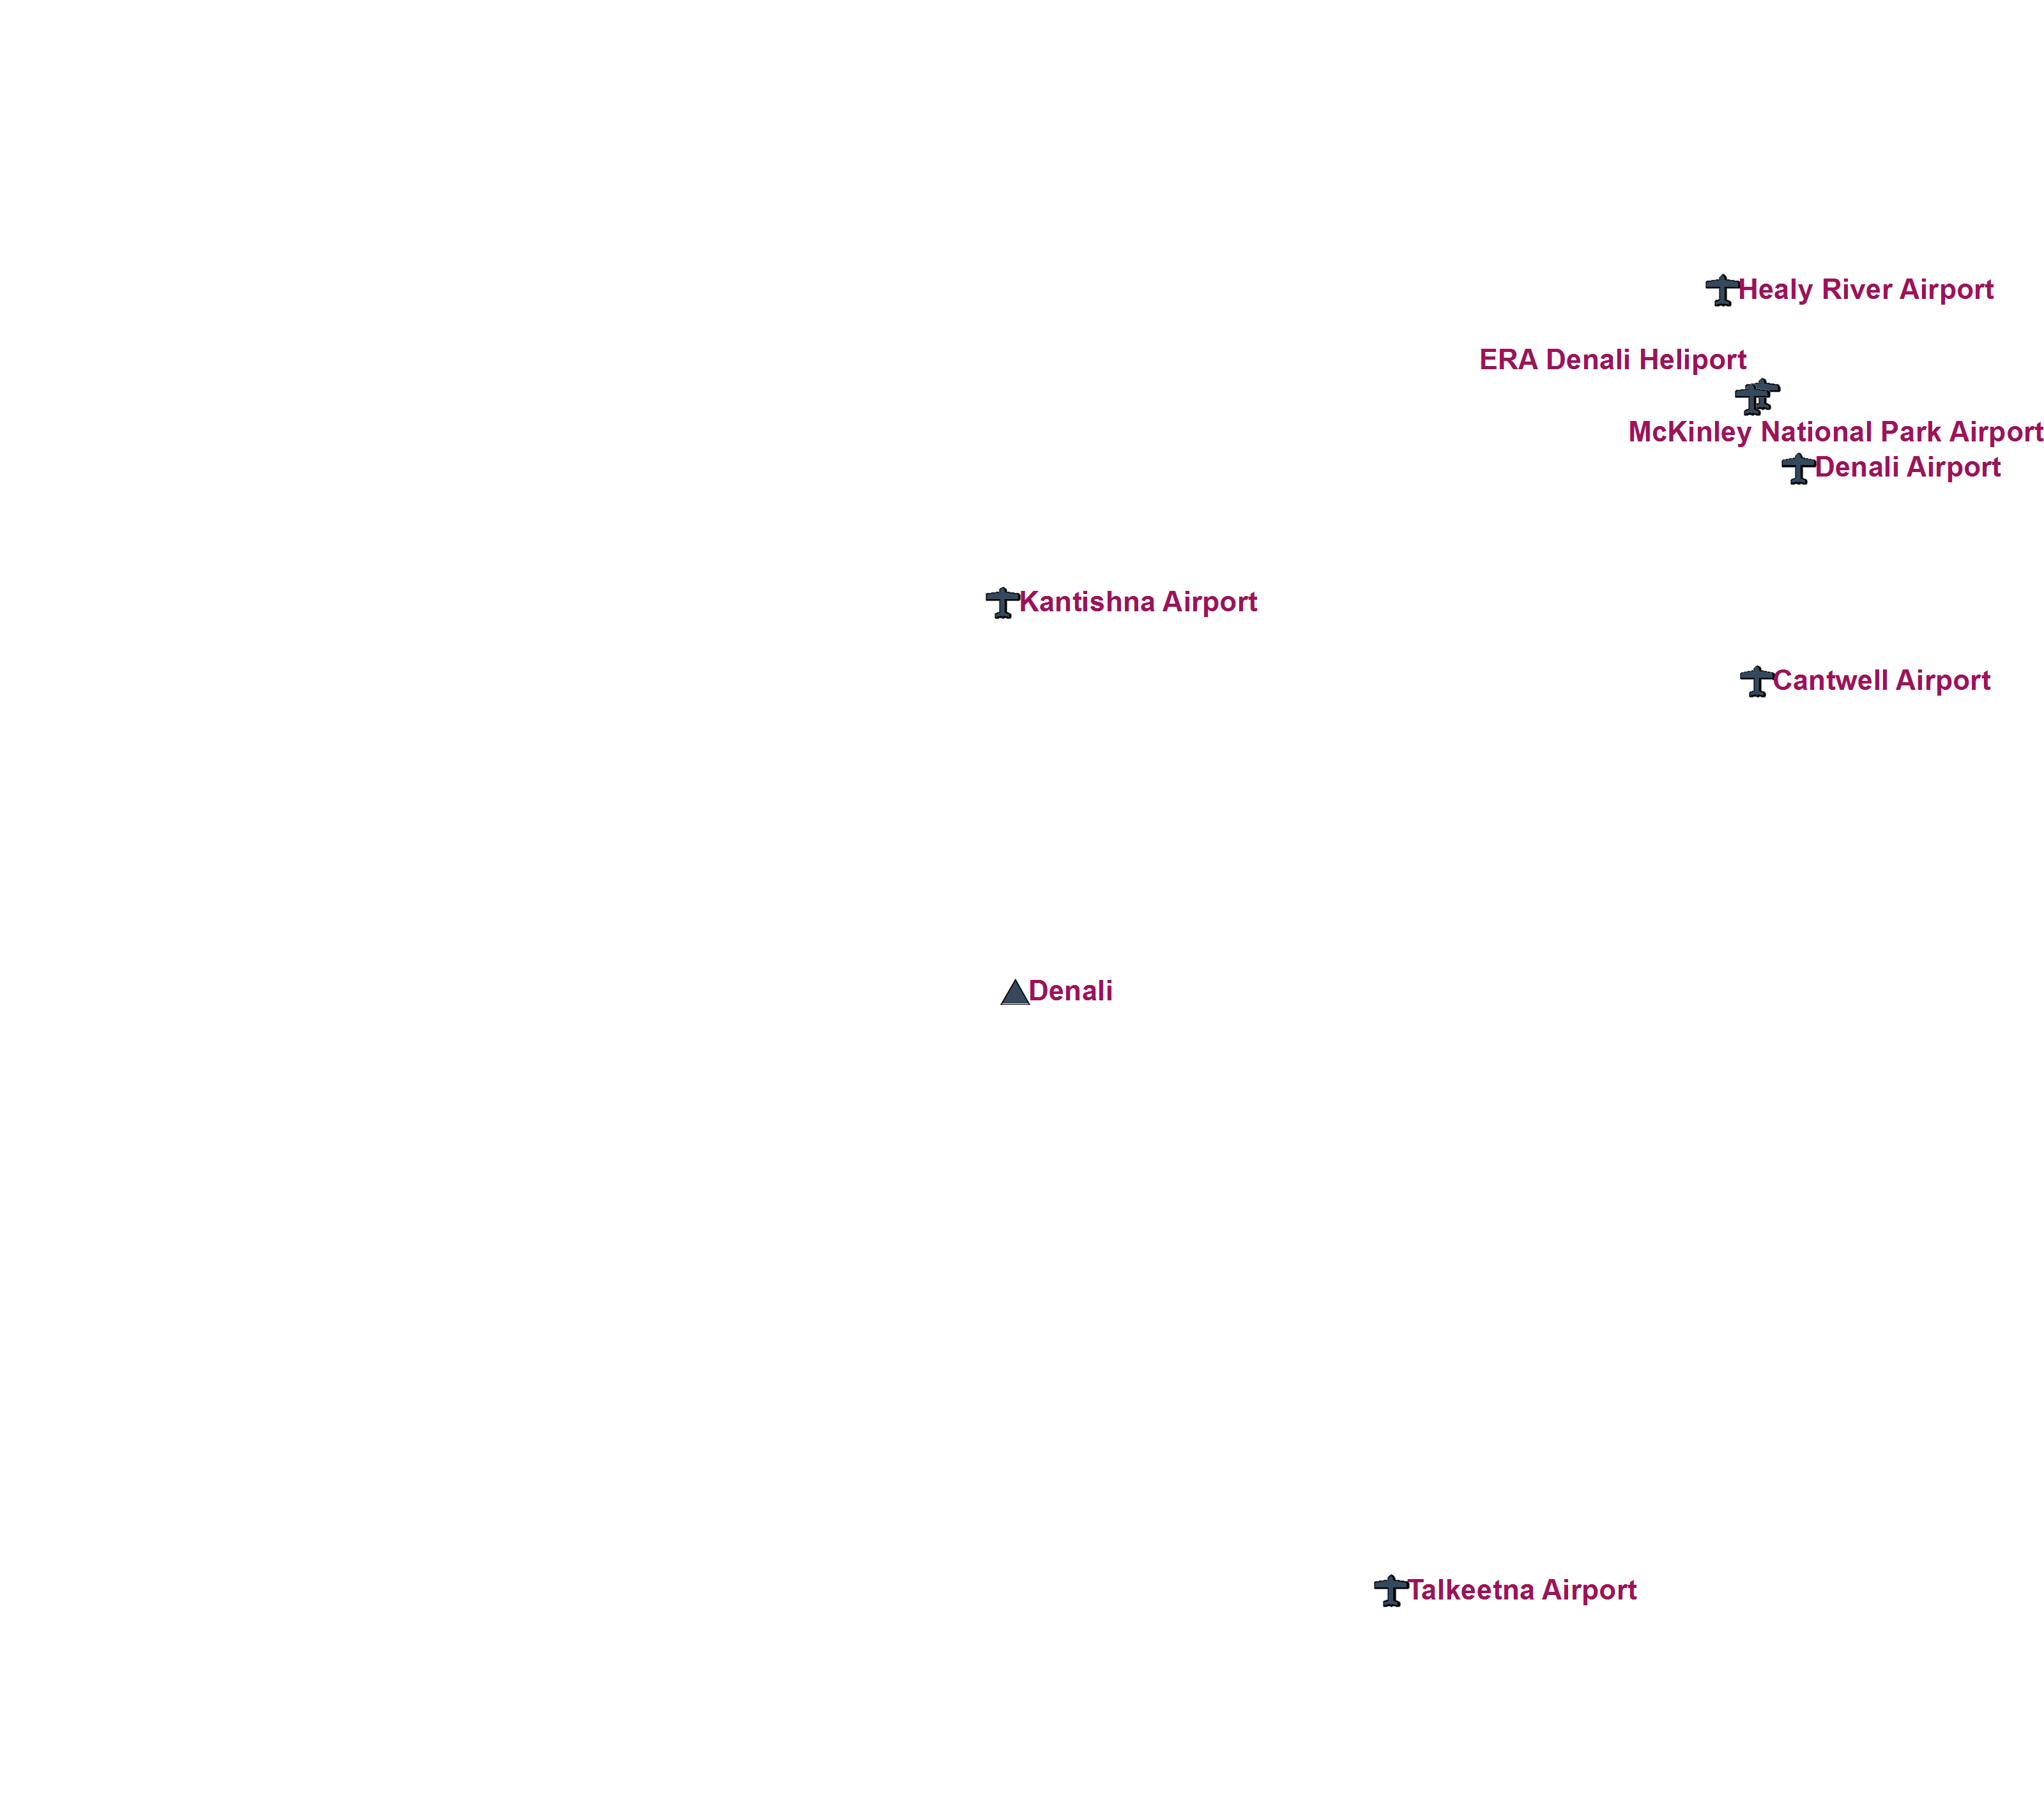 Healy River Airport
ERA Denali Heliport
McKinley National Park Airport
Denali Airport
Kantishna Airport
Cantwell Airport
Denali
Talkeetna Airport